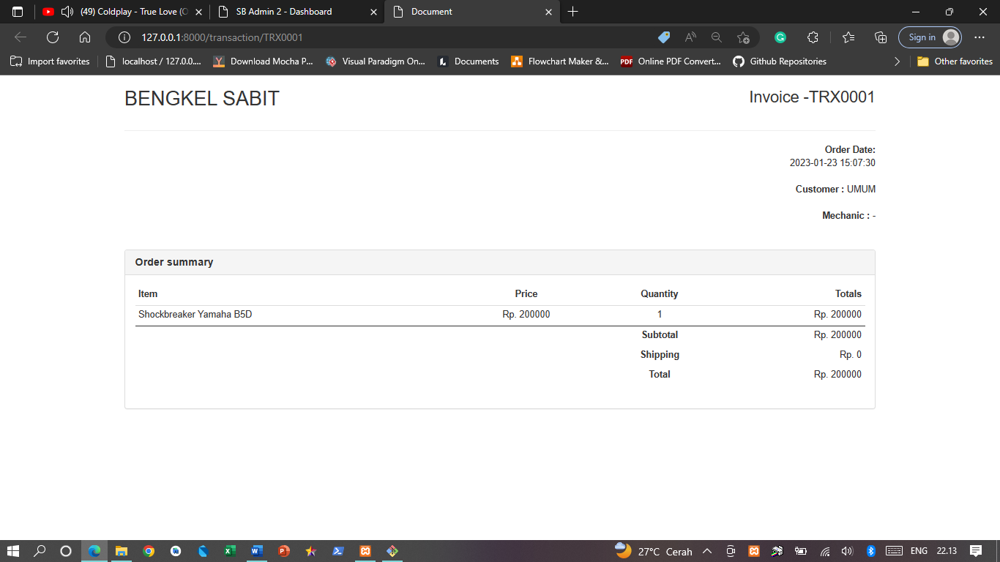 (49) Coldplay - True Love (O
SB Admin 2 - Dashboard
Document
127.0.0.1:8000/transaction/TRX0001
Sign in
Import favorites
localhost / 127.0.0....
Download Mocha P...
Visual Paradigm On...
Documents
Flowchart Maker &...
PDF
Online PDF Convert...
Github Repositories
Other favorites
BENGKEL SABIT
Invoice -TRX0001
Order Date:
2023-01-23 15:07:30
Customer : UMUM
Mechanic : -
Order summary
Item Price Quantity Totals
Shockbreaker Yamaha B5D Rp. 200000 1 Rp. 200000
Subtotal Rp. 200000
Shipping Rp. 0
Total Rp. 200000
27°C Cerah
ENG
22.13